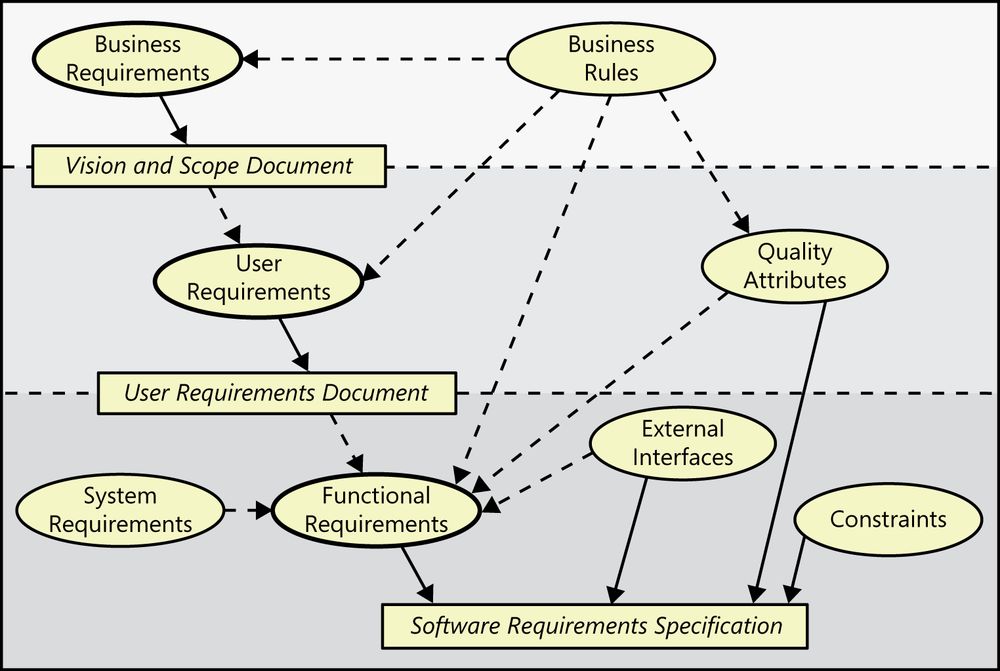 Business
Requirements
Business
Rules
Vision and Scope Document
User
Requirements
Quality
Attributes
User Requirements Document
External
Interfaces
System
Requirements
Functional
Requirements
Constraints
Software Requirements Specification